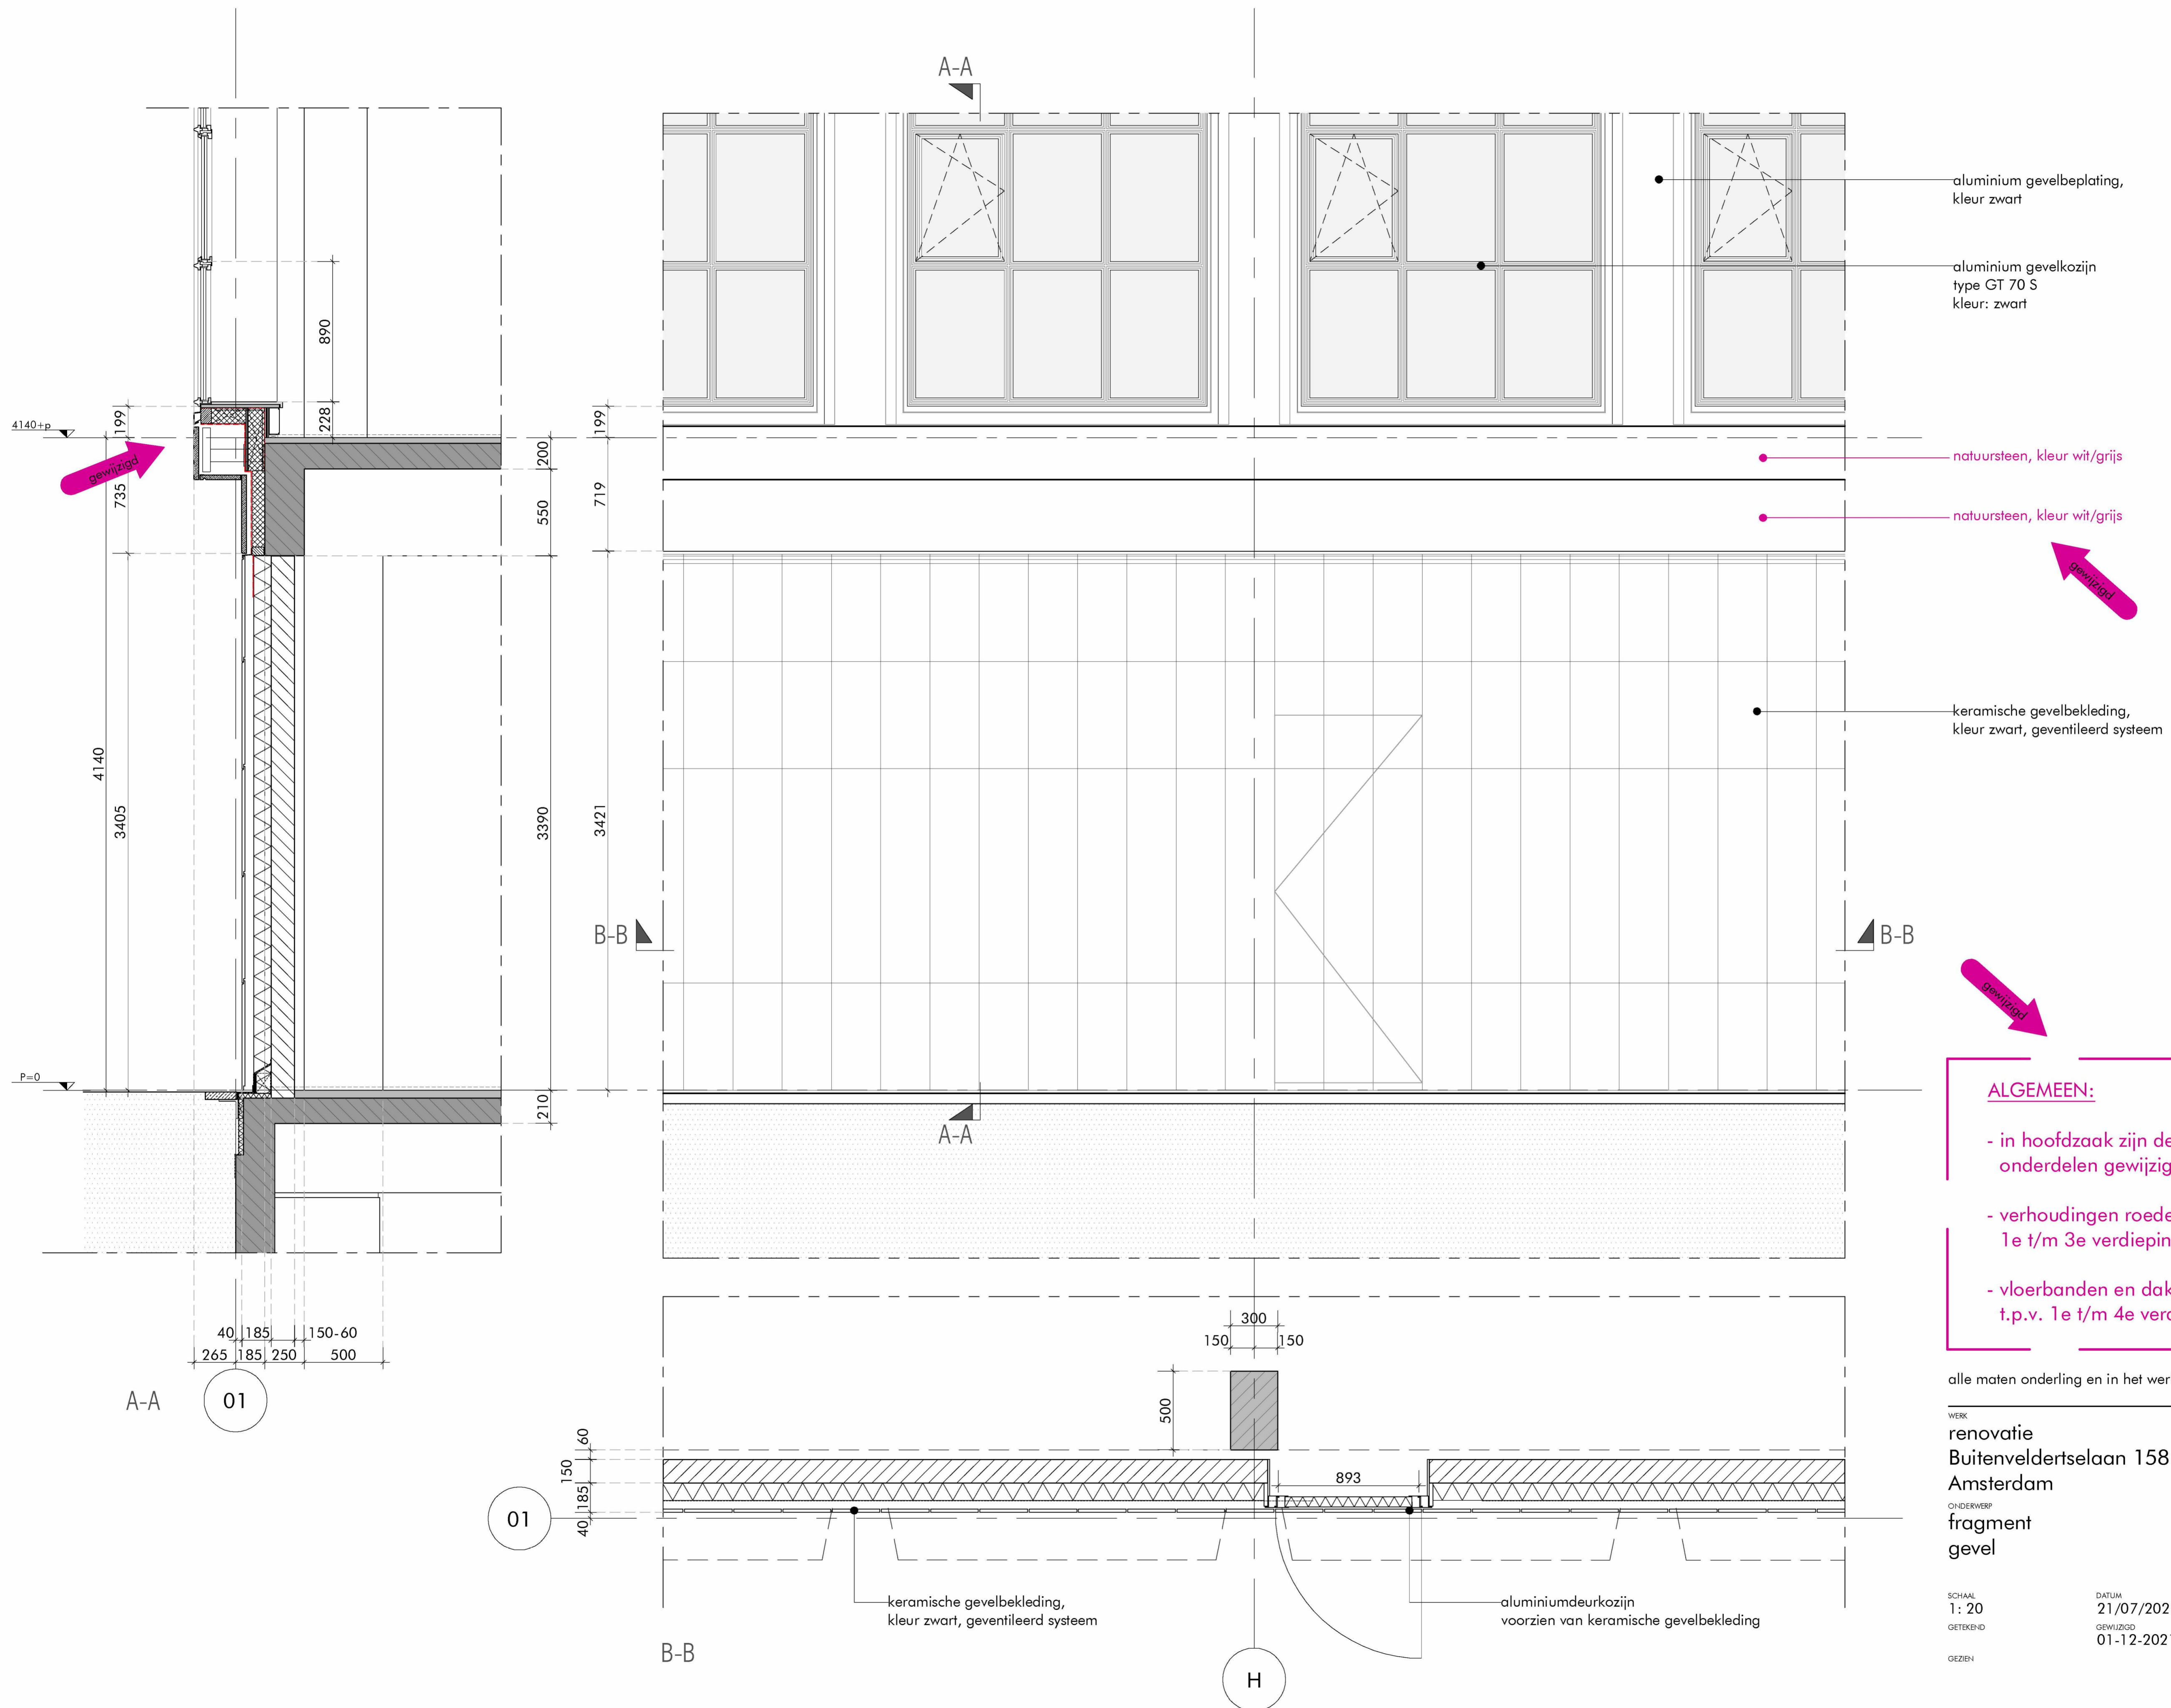 A-A
aluminium gevelbeplating,
kleur zwart
aluminium gevelkozijn
type GT 70 S
kleur: zwart
890
228
199
4140+p
gewijzigd
735
200
550
199
719
natuursteen, kleur wit/grijs
natuursteen, kleur wit/grijs
gewijzigd
keramische gevelbekleding,
kleur zwart, geventileerd systeem
4140
3405
3390
3421
B-B
B-B
gewijzigd
P=0
210
A-A
ALGEMEEN:
- in hoofdzaak zijn de
onderdelen gewijzig
- verhoudingen roede
1e t/m 3e verdiepin
- vloerbanden en dak
t.p.v. 1e t/m 4e verd
40 185 150-60
265 185 250 500
A-A
01
300
150 150
500
60
150
185
40
893
01
keramische gevelbekleding,
kleur zwart, geventileerd systeem
aluminiumdeurkozijn
voorzien van keramische gevelbekleding
B-B
H
alle maten onderling en in het wer
WERK
renovatie
Buitenveldertselaan 158
Amsterdam
ONDERWERP
fragment
gevel
SCHAAL
1: 20
DATUM
21/07/202
GETEKEND
GEWIJZIGD
01-12-202
GEZIEN